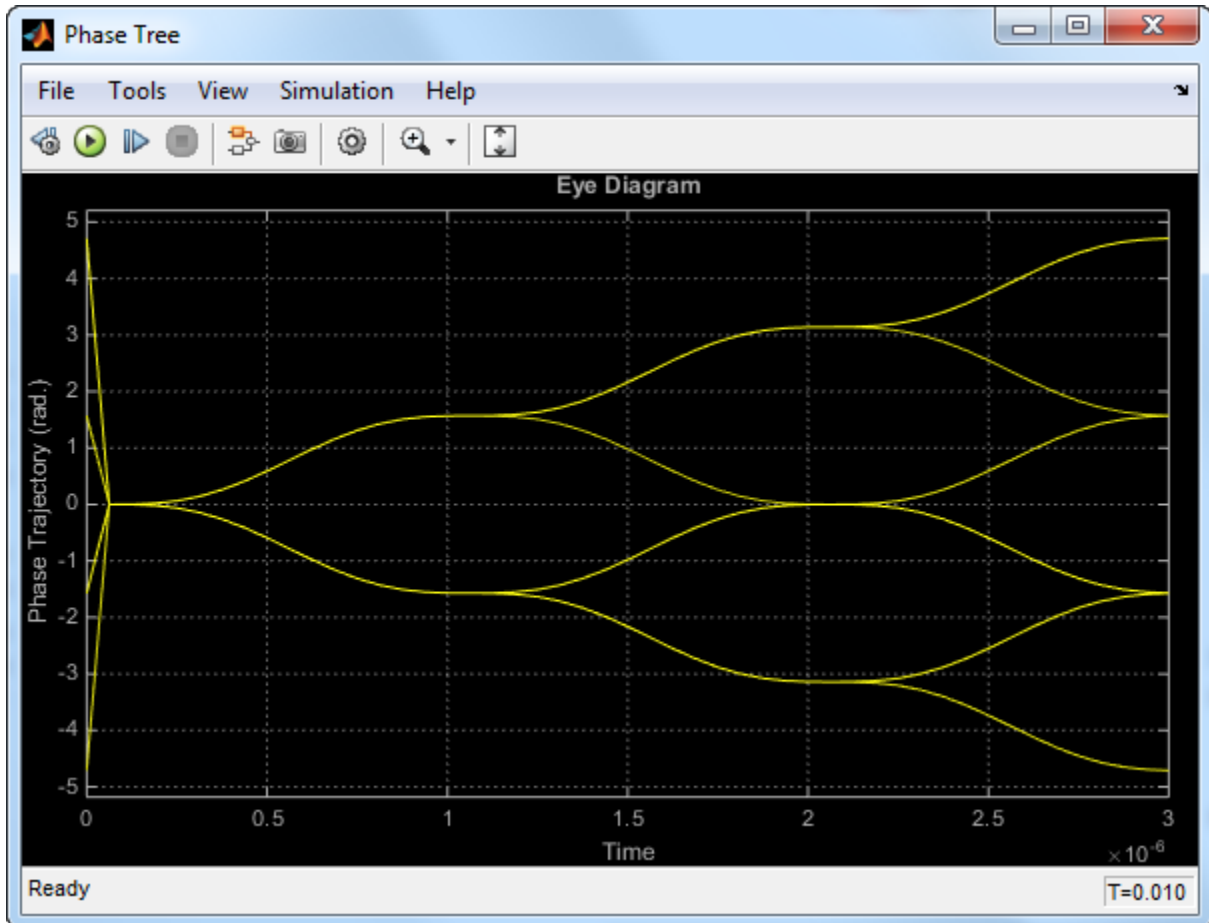 Phase Tree
File Tools View Simulation Help
Eye Diagram
Phase Trajectory (rad.)
5
4
3
2
1
0
-1
-2
-3
-4
-5
0 0.5 1 1.5 2 2.5 3
Time
×10-6
Ready T=0.010